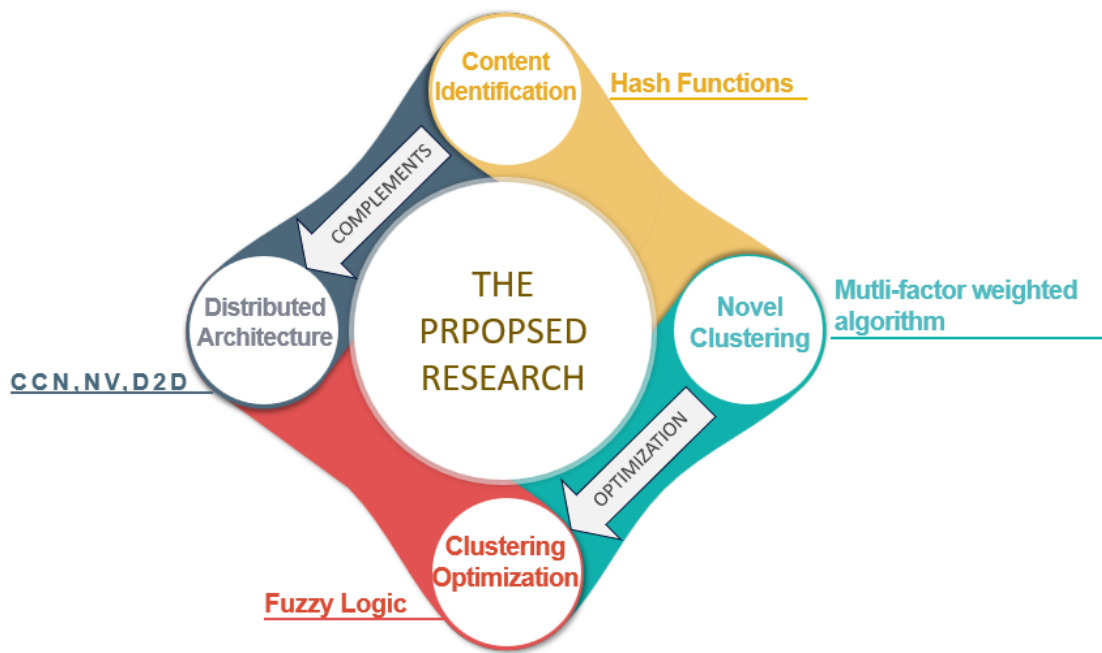 Content
Identification
Hash Functions
COMPLEMENTS
Distributed
Architecture
CCN,NV,D2D
THE
PRPOPSED
RESEARCH
Novel
Clustering
Mutli-factor weighted
algorithm
OPTIMIZATION
Clustering
Optimization
Fuzzy Logic